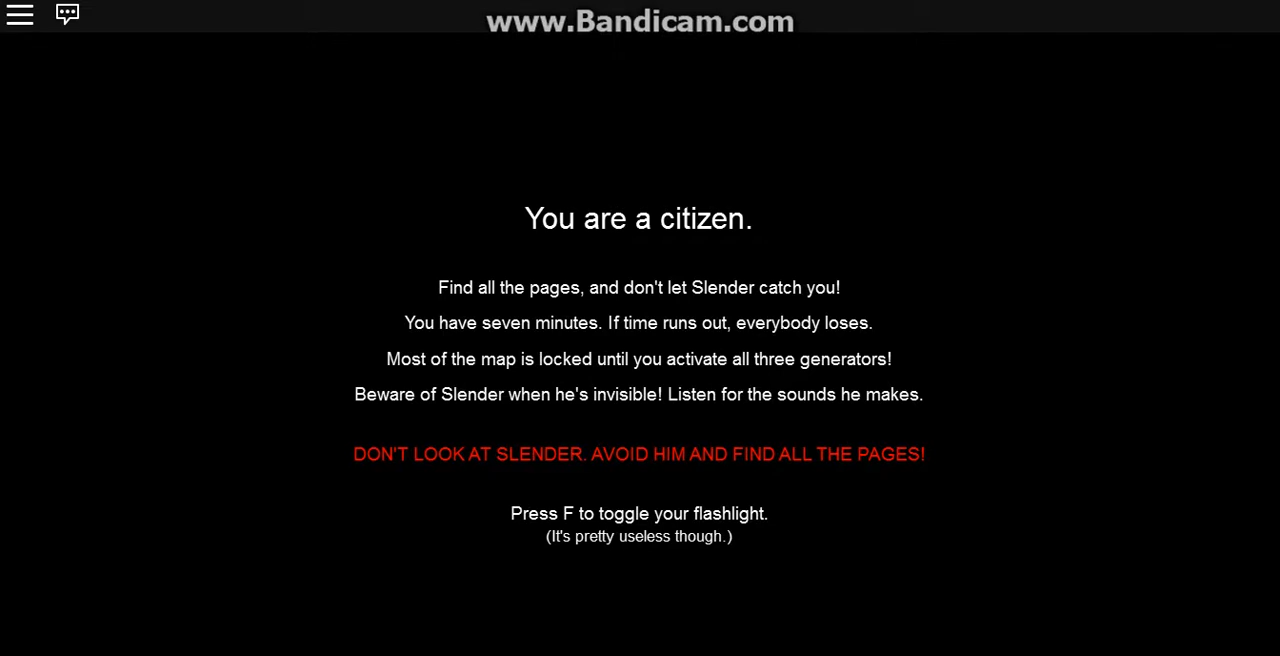 www.Bandicam.com
You are a citizen.
Find all the pages, and don't let Slender catch you!
You have seven minutes. If time runs out, everybody loses.
Most of the map is locked until you activate all three generators!
Beware of Slender when he's invisible! Listen for the sounds he makes.
DON'T LOOK AT SLENDER. AVOID HIM AND FIND ALL THE PAGES!
Press F to toggle your flashlight.
(It's pretty useless though.)